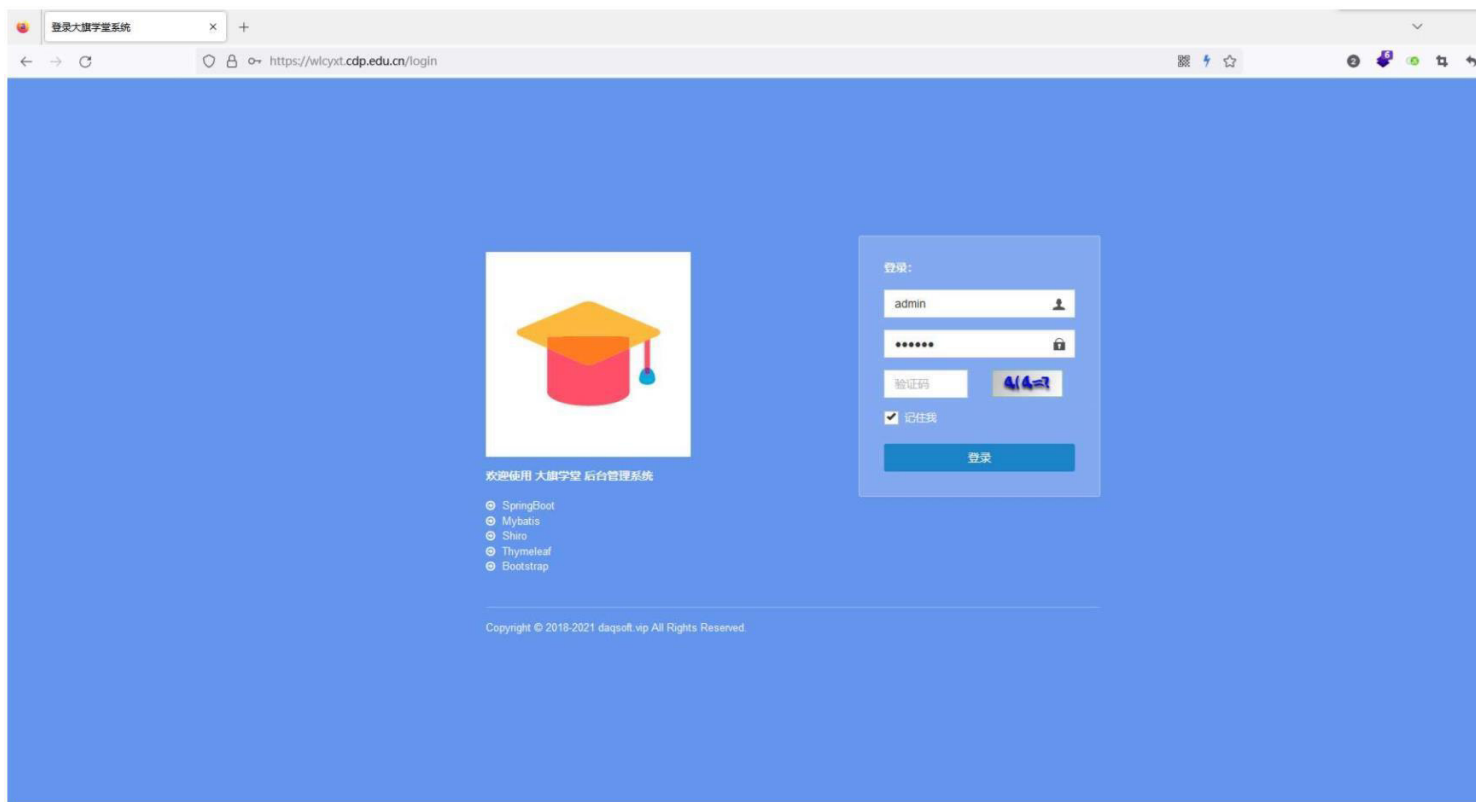 登录大旗学堂系统
https://wlcyxt.cdp.edu.cn/login
登录：
admin
验证码
4/4=?
记住我
登录
欢迎使用 大旗学堂 后台管理系统
SpringBoot
Mybatis
Shiro
Thymeleaf
Bootstrap
Copyright © 2018-2021 daqsoft.vip All Rights Reserved.